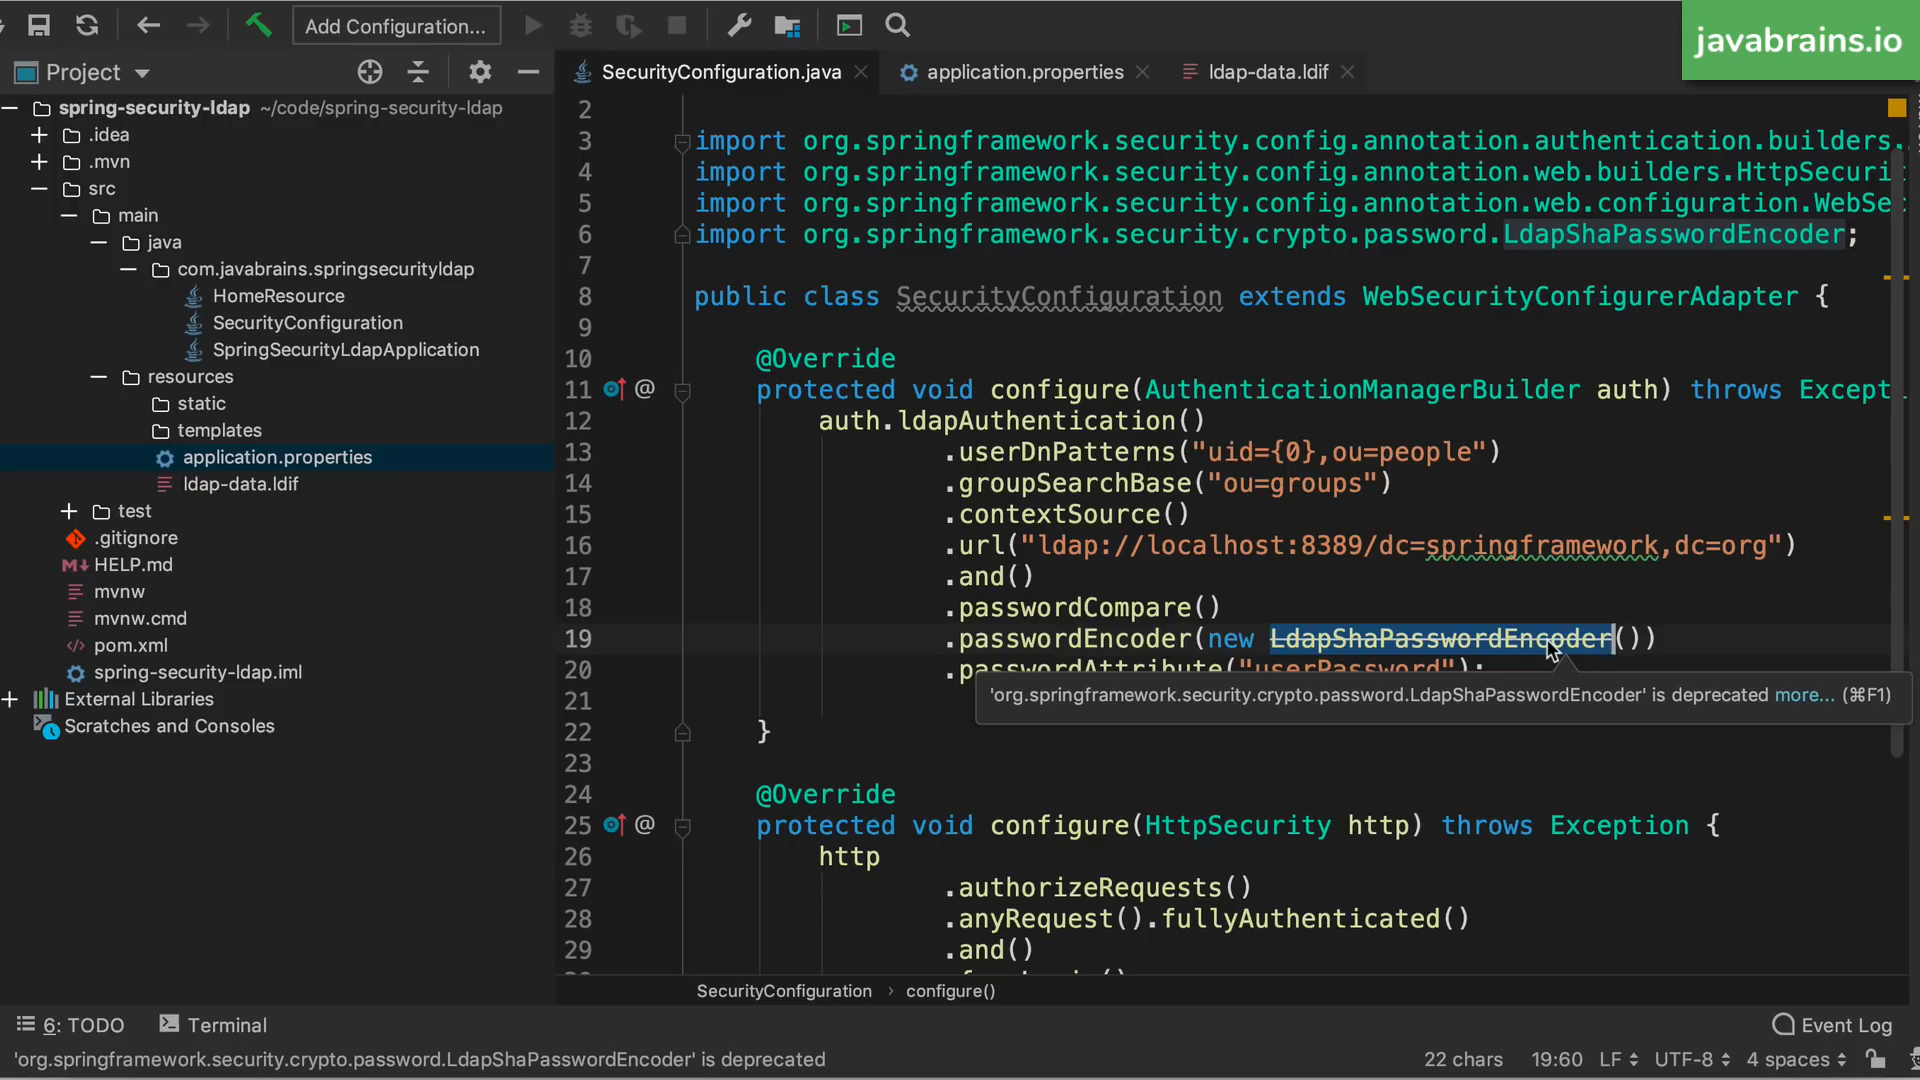 Add Configuration...
javabrains.io
Project
SecurityConfiguration.java
application.properties
ldap-data.ldif
spring-security-ldap ~/code/spring-security-ldap
.idea
.mvn
src
main
java
com.javabrains.springsecurityldap
HomeResource
SecurityConfiguration
SpringSecurityLdapApplication
resources
static
templates
application.properties
ldap-data.ldif
test
.gitignore
HELP.md
mvnw
mvnw.cmd
pom.xml
spring-security-ldap.iml
External Libraries
Scratches and Consoles
2
3 import org.springframework.security.config.annotation.authentication.builders.
4 import org.springframework.security.config.annotation.web.builders.HttpSecuri
5 import org.springframework.security.config.annotation.web.configuration.WebSe
6 import org.springframework.security.crypto.password.LdapShaPasswordEncoder;
7
8 public class SecurityConfiguration extends WebSecurityConfigurerAdapter {
9
10 @Override
11 @ protected void configure(AuthenticationManagerBuilder auth) throws Except
12 auth.ldapAuthentication()
13 .userDnPatterns("uid={0},ou=people")
14 .groupSearchBase("ou=groups")
15 .contextSource()
16 .url("ldap://localhost:8389/dc=springframework,dc=org")
17 .and()
18 .passwordCompare()
19 .passwordEncoder(new LdapShaPasswordEncoder())
20 .passwordAttribute("userPassword");
'org.springframework.security.crypto.password.LdapShaPasswordEncoder' is deprecated more... (⌘F1)
21
22 }
23
24 @Override
25 @ protected void configure(HttpSecurity http) throws Exception {
26 http
27 .authorizeRequests()
28 .anyRequest().fullyAuthenticated()
29 .and()
SecurityConfiguration › configure()
6: TODO
Terminal
Event Log
'org.springframework.security.crypto.password.LdapShaPasswordEncoder' is deprecated
22 chars 19:60 LF UTF-8 4 spaces